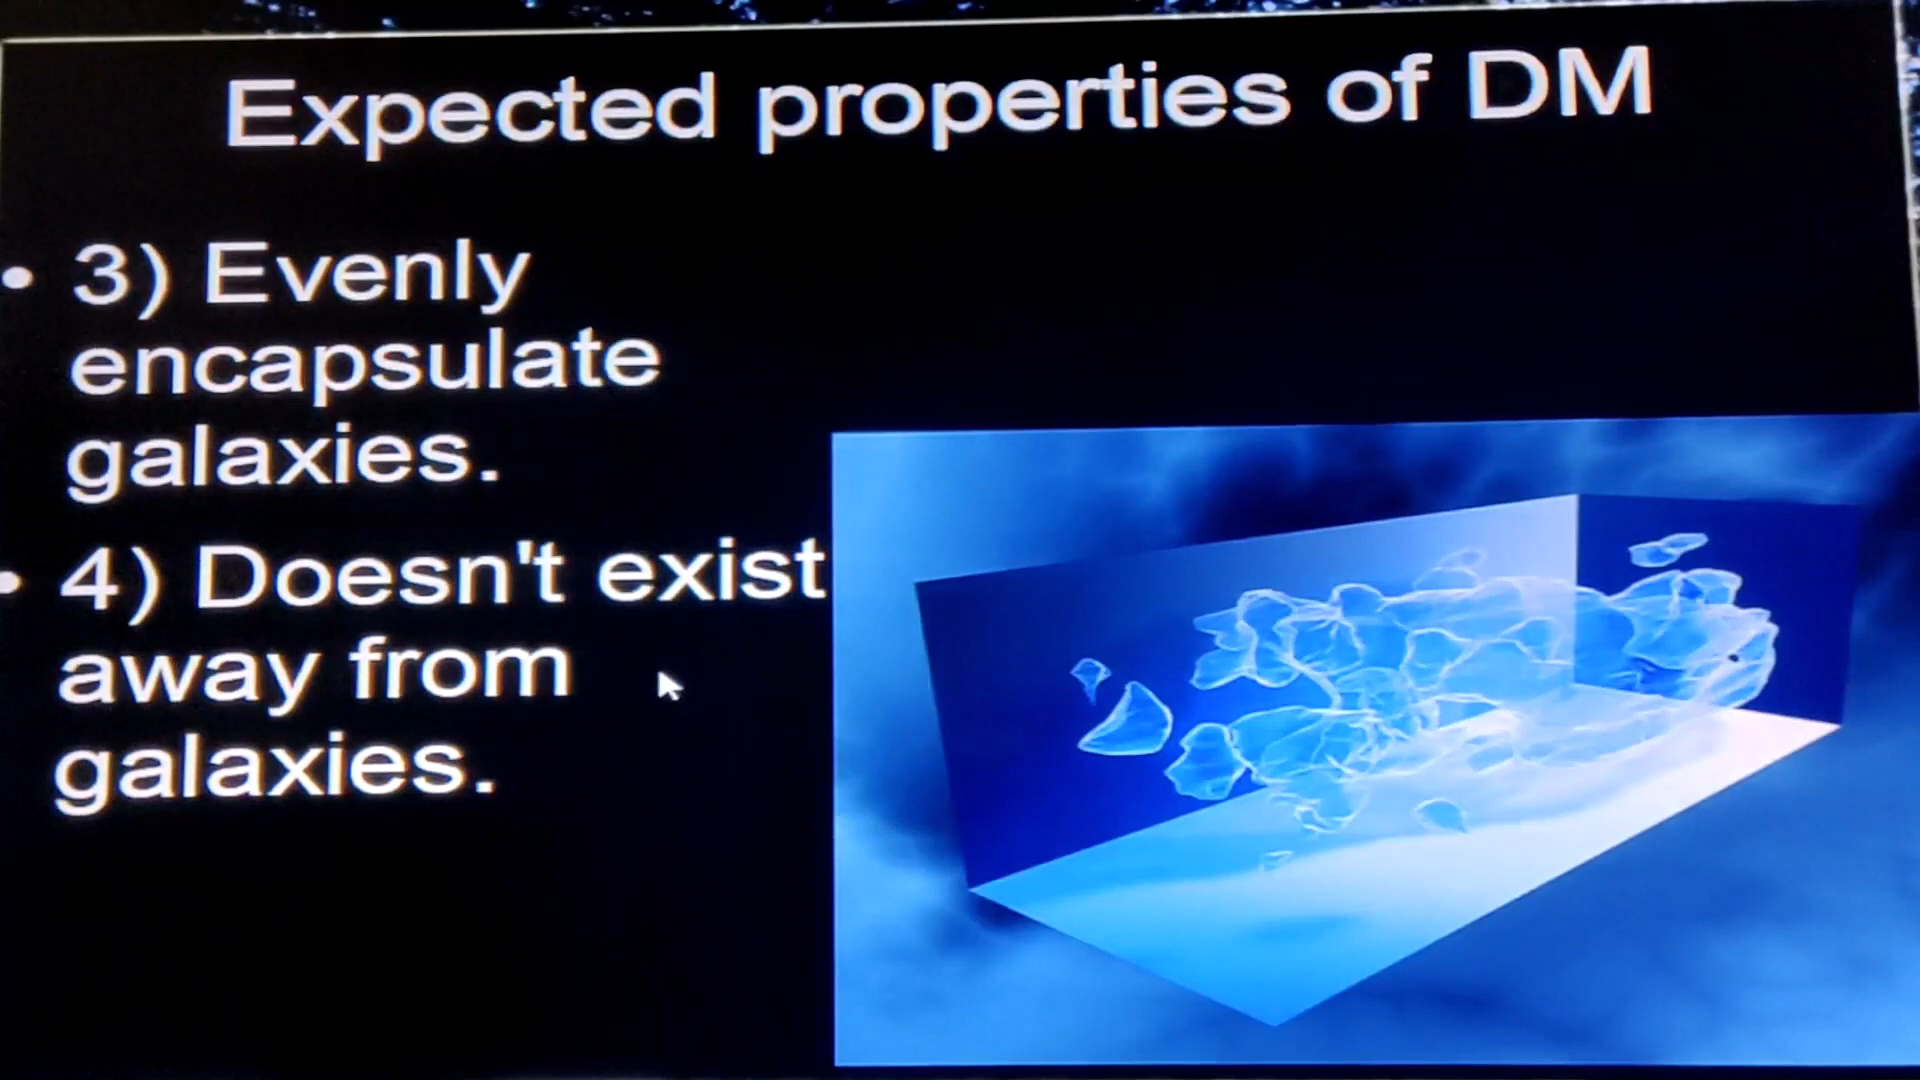 Expected properties of DM
• 3) Evenly
encapsulate
galaxies.
• 4) Doesn't exist
away from
galaxies.